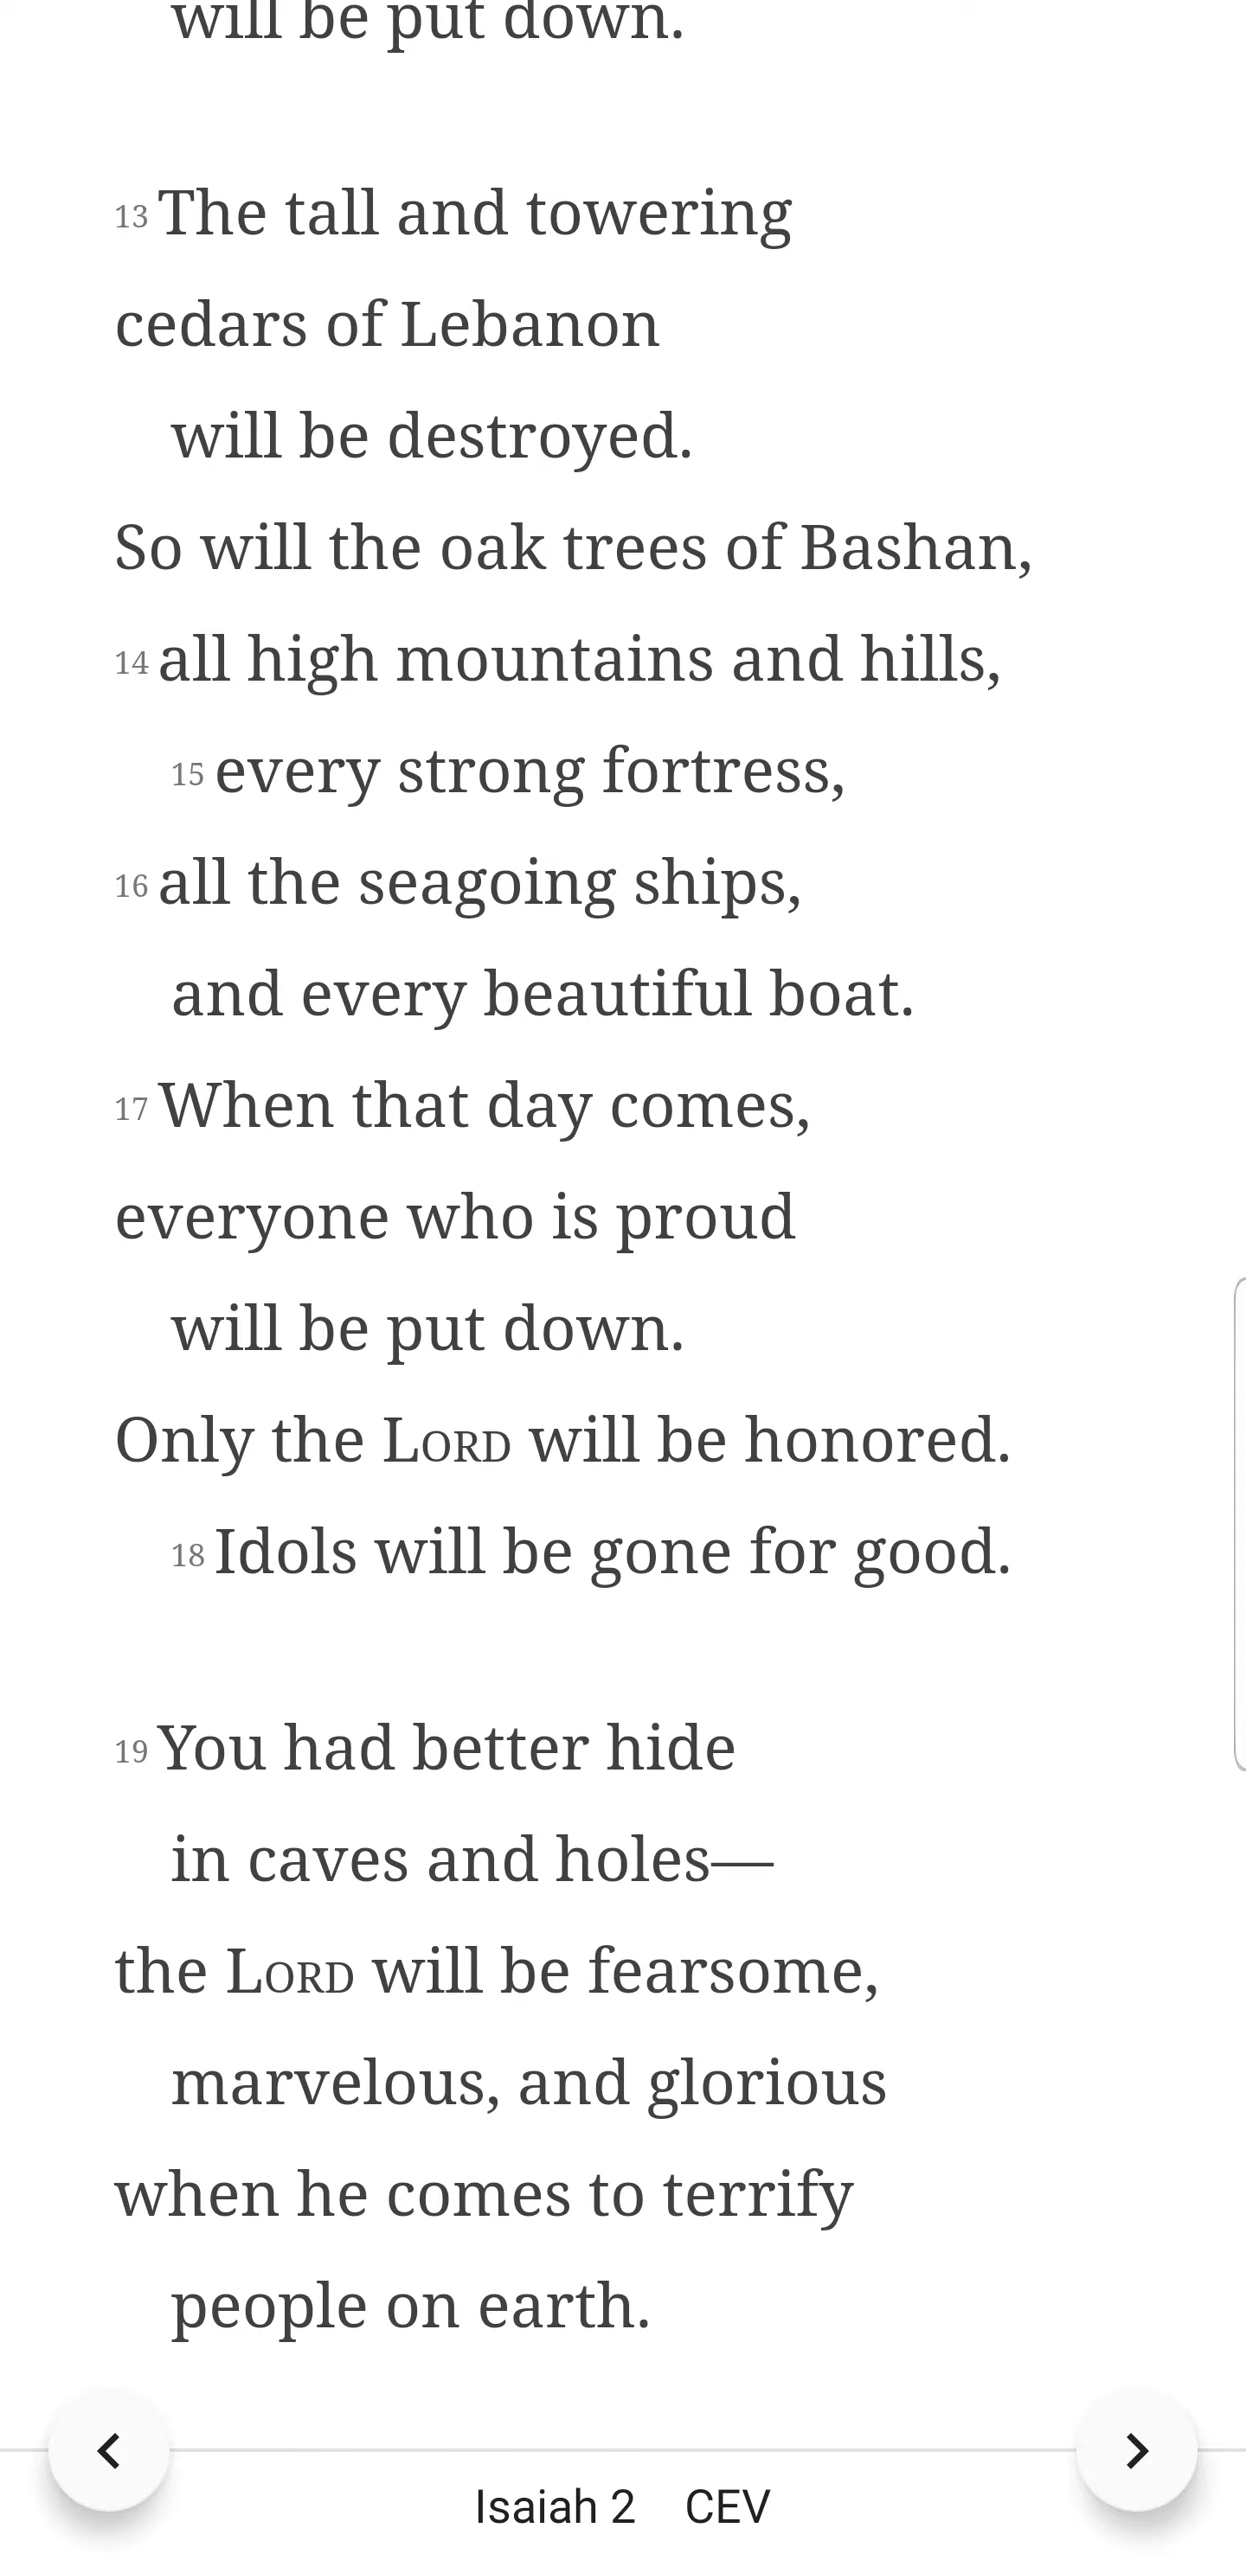 will be put down.
13 The tall and towering
cedars of Lebanon
will be destroyed.
So will the oak trees of Bashan,
14 all high mountains and hills,
15 every strong fortress,
16 all the seagoing ships,
and every beautiful boat.
17 When that day comes,
everyone who is proud
will be put down.
Only the LORD will be honored.
18 Idols will be gone for good.
19 You had better hide
in caves and holes—
the LORD will be fearsome,
marvelous, and glorious
when he comes to terrify
people on earth.
Isaiah 2 CEV